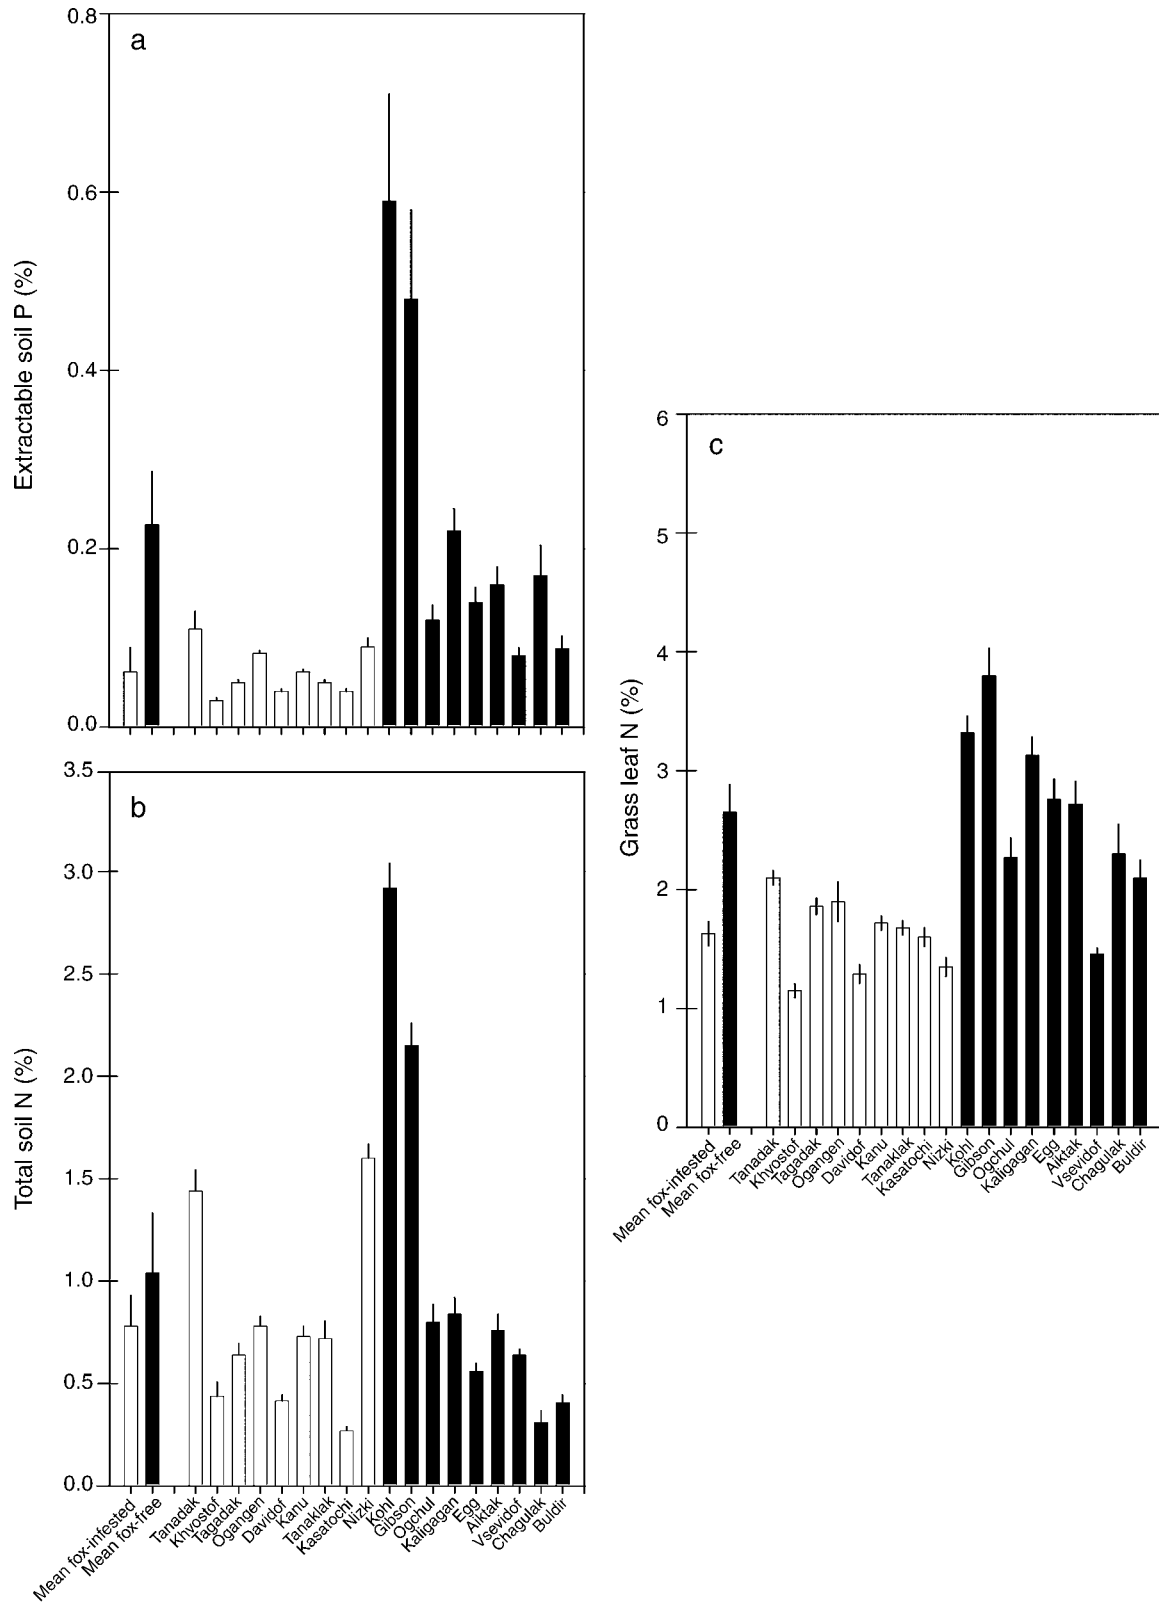 a
0.8
0.6
0.4
0.2
0.0
Extractable soil P (%)
b
3.5
3.0
2.5
2.0
1.5
1.0
0.5
0.0
Total soil N (%)
Mean fox-infested
Mean fox-free
Tanadak
Khvostof
Tagadak
Ogangen
Davidof
Kanu
Tanaklak
Kasatochi
Nizki
Kohl
Gibson
Ogchul
Kaligagan
Egg
Aiktak
Vsevidof
Chagulak
Buldir
c
6
5
4
3
2
1
0
Grass leaf N (%)
Mean fox-infested
Mean fox-free
Tanadak
Khvostof
Tagadak
Ogangen
Davidof
Kanu
Tanaklak
Kasatochi
Nizki
Kohl
Gibson
Ogchul
Kaligagan
Egg
Aiktak
Vsevidof
Chagulak
Buldir